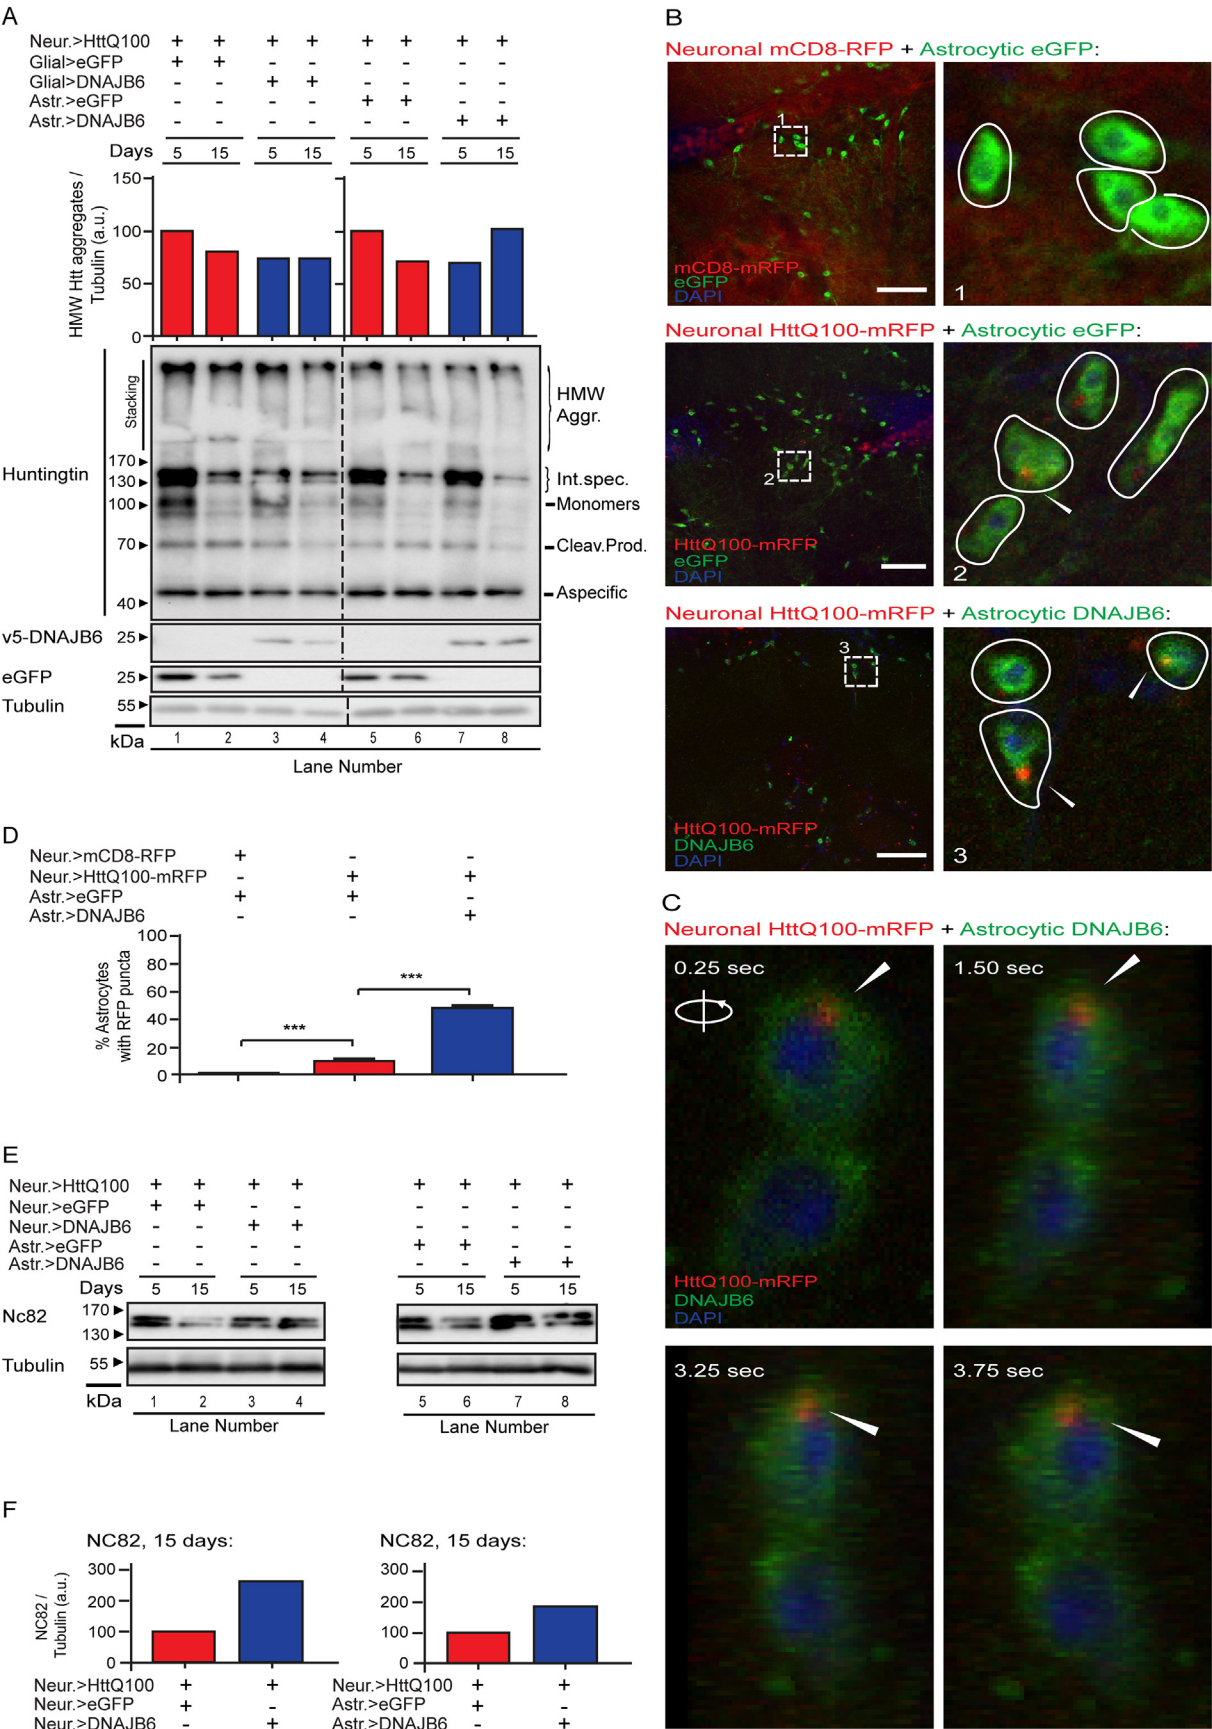 A
Neur.>HttQ100 + + + + + + + +
Glial>eGFP + + - - - - - -
Glial>DNAJB6 - - + + - - - -
Astr.>eGFP - - - - + + - -
Astr.>DNAJB6 - - - - - - + +
Days 5 15 5 15 5 15 5 15
HMW Htt aggregates /
Tubulin (a.u.)
150
100
50
0
Huntingtin
Stacking
170
130
100
70
40
HMW
Aggr.
Int.spec.
Monomers
Cleav.Prod.
Aspecific
v5-DNAJB6 25
eGFP 25
Tubulin 55
kDa 1 2 3 4 5 6 7 8
Lane Number
B
Neuronal mCD8-RFP + Astrocytic eGFP:
1
mCD8-mRFP
eGFP
DAPI
1
Neuronal HttQ100-mRFP + Astrocytic eGFP:
2
HttQ100-mRFP
eGFP
DAPI
2
Neuronal HttQ100-mRFP + Astrocytic DNAJB6:
3
HttQ100-mRFP
DNAJB6
DAPI
3
C
Neuronal HttQ100-mRFP + Astrocytic DNAJB6:
0.25 sec
1.50 sec
HttQ100-mRFP
DNAJB6
DAPI
3.25 sec
3.75 sec
D
Neur.>mCD8-RFP + - -
Neur.>HttQ100-mRFP - + +
Astr.>eGFP + + -
Astr.>DNAJB6 - - +
% Astrocytes
with RFP puncta
100
80
60
40
20
0
***
***
E
Neur.>HttQ100 + + + + + + + +
Neur.>eGFP + + - - - - - -
Neur.>DNAJB6 - - + + - - - -
Astr.>eGFP - - - - + + - -
Astr.>DNAJB6 - - - - - - + +
Days 5 15 5 15 5 15 5 15
Nc82
170
130
Tubulin 55
kDa 1 2 3 4 5 6 7 8
Lane Number Lane Number
F
NC82, 15 days:
NC82 /
Tubulin (a.u.)
300
200
100
0
Neur.>HttQ100 + +
Neur.>eGFP + -
Neur.>DNAJB6 - +
NC82, 15 days:
300
200
100
0
Neur.>HttQ100 + +
Astr.>eGFP + -
Astr.>DNAJB6 - +